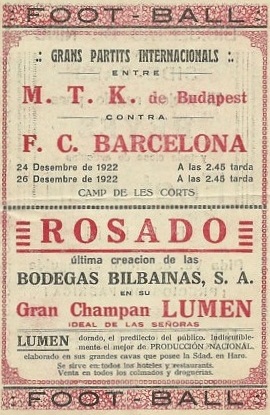 FOOT-BALL
.: GRANS PARTITS INTERNACIONALS :.
ENTRE
M. T. K. de Budapest
CONTRA
F. C. BARCELONA
24 Desembre de 1922 A las 2.45 tarda
26 Desembre de 1922 A las 2.45 tarda
CAMP DE LES CORTS
ROSADO
última creacion de las
BODEGAS BILBAINAS, S. A.
EN SU
Gran Champan LUMEN
IDEAL DE LAS SEÑORAS
LUMEN dorado, el predilecto del público. Indiscutible-
mente el mejor de PRODUCCIÓN NACIONAL,
elaborado en sus grandes cavas que posee la Sdad. en Haro.
Se sirve en todos los hoteles y restaurants.
Venta en todos los colmados y droguerias.
FOOT-BALL